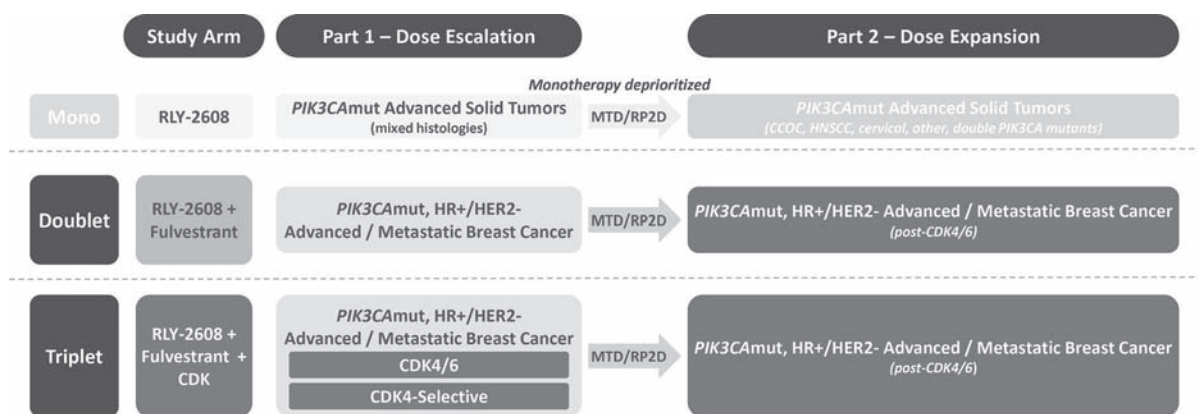 Study Arm
Part 1 – Dose Escalation
Part 2 – Dose Expansion
Monotherapy deprioritized
Mono
RLY-2608
PIK3CAmut Advanced Solid Tumors
(mixed histologies)
MTD/RP2D
PIK3CAmut Advanced Solid Tumors
(CCOC, HNSCC, cervical, other, double PIK3CA mutants)
Doublet
RLY-2608 +
Fulvestrant
PIK3CAmut, HR+/HER2-
Advanced / Metastatic Breast Cancer
MTD/RP2D
PIK3CAmut, HR+/HER2- Advanced / Metastatic Breast Cancer
(post-CDK4/6)
Triplet
RLY-2608 +
Fulvestrant +
CDK
PIK3CAmut, HR+/HER2-
Advanced / Metastatic Breast Cancer
CDK4/6
CDK4-Selective
MTD/RP2D
PIK3CAmut, HR+/HER2- Advanced / Metastatic Breast Cancer
(post-CDK4/6)